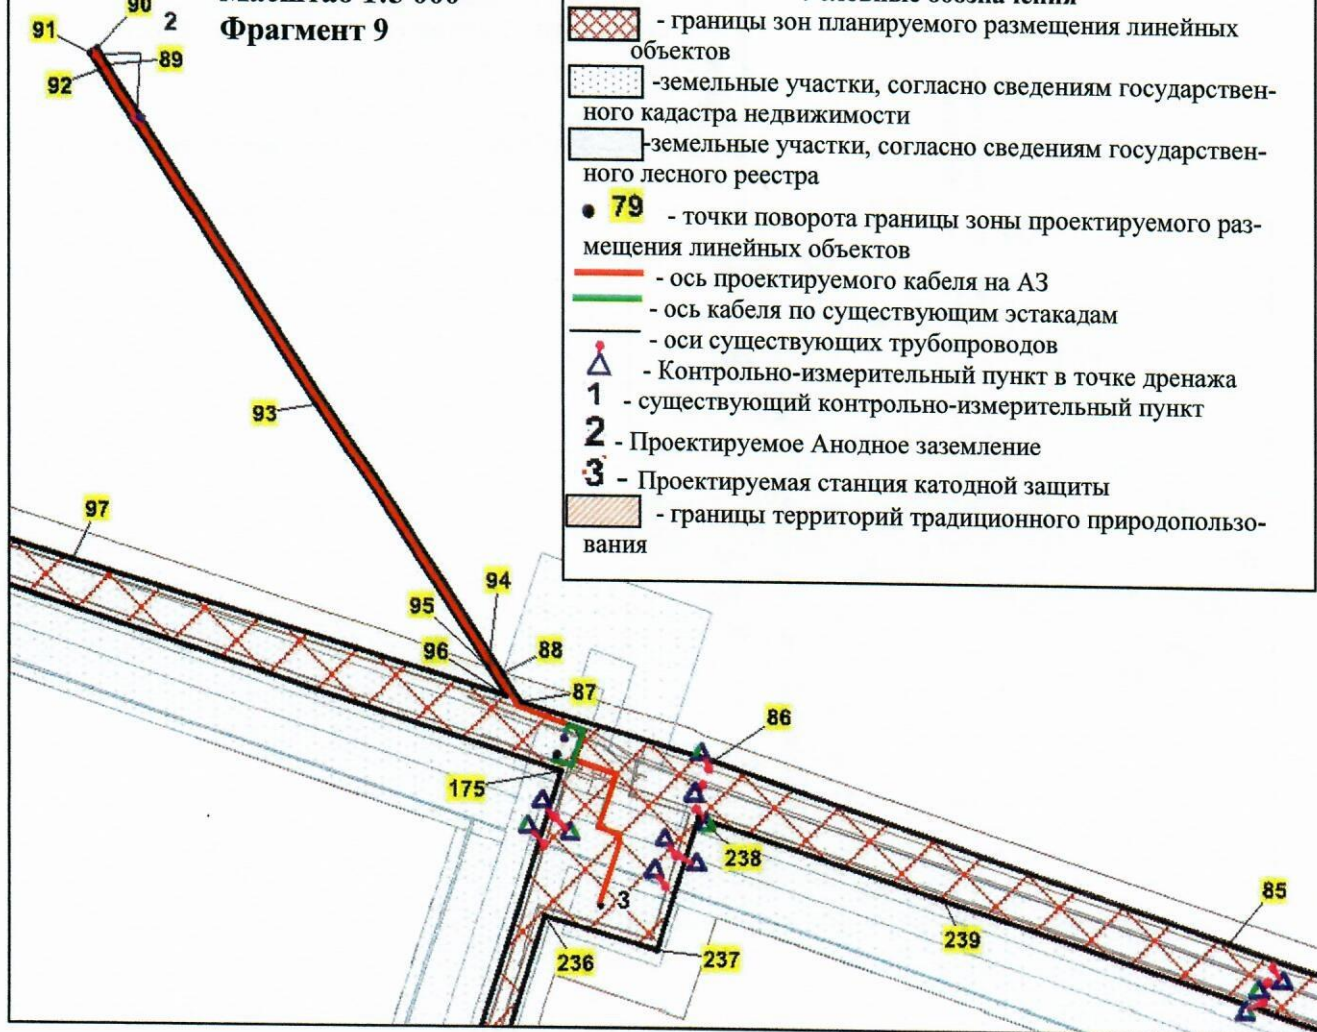 Масштаб 1:5 000
Фрагмент 9
90
91
2
89
92
93
97
94
95
88
96
87
86
175
238
85
3
239
236
237
- границы зон планируемого размещения линейных
объектов
-земельные участки, согласно сведениям государствен-
ного кадастра недвижимости
-земельные участки, согласно сведениям государствен-
ного лесного реестра
79 - точки поворота границы зоны проектируемого раз-
мещения линейных объектов
- ось проектируемого кабеля на АЗ
- ось кабеля по существующим эстакадам
- оси существующих трубопроводов
- Контрольно-измерительный пункт в точке дренажа
1 - существующий контрольно-измерительный пункт
2 - Проектируемое Анодное заземление
3 - Проектируемая станция катодной защиты
- границы территорий традиционного природопользо-
вания